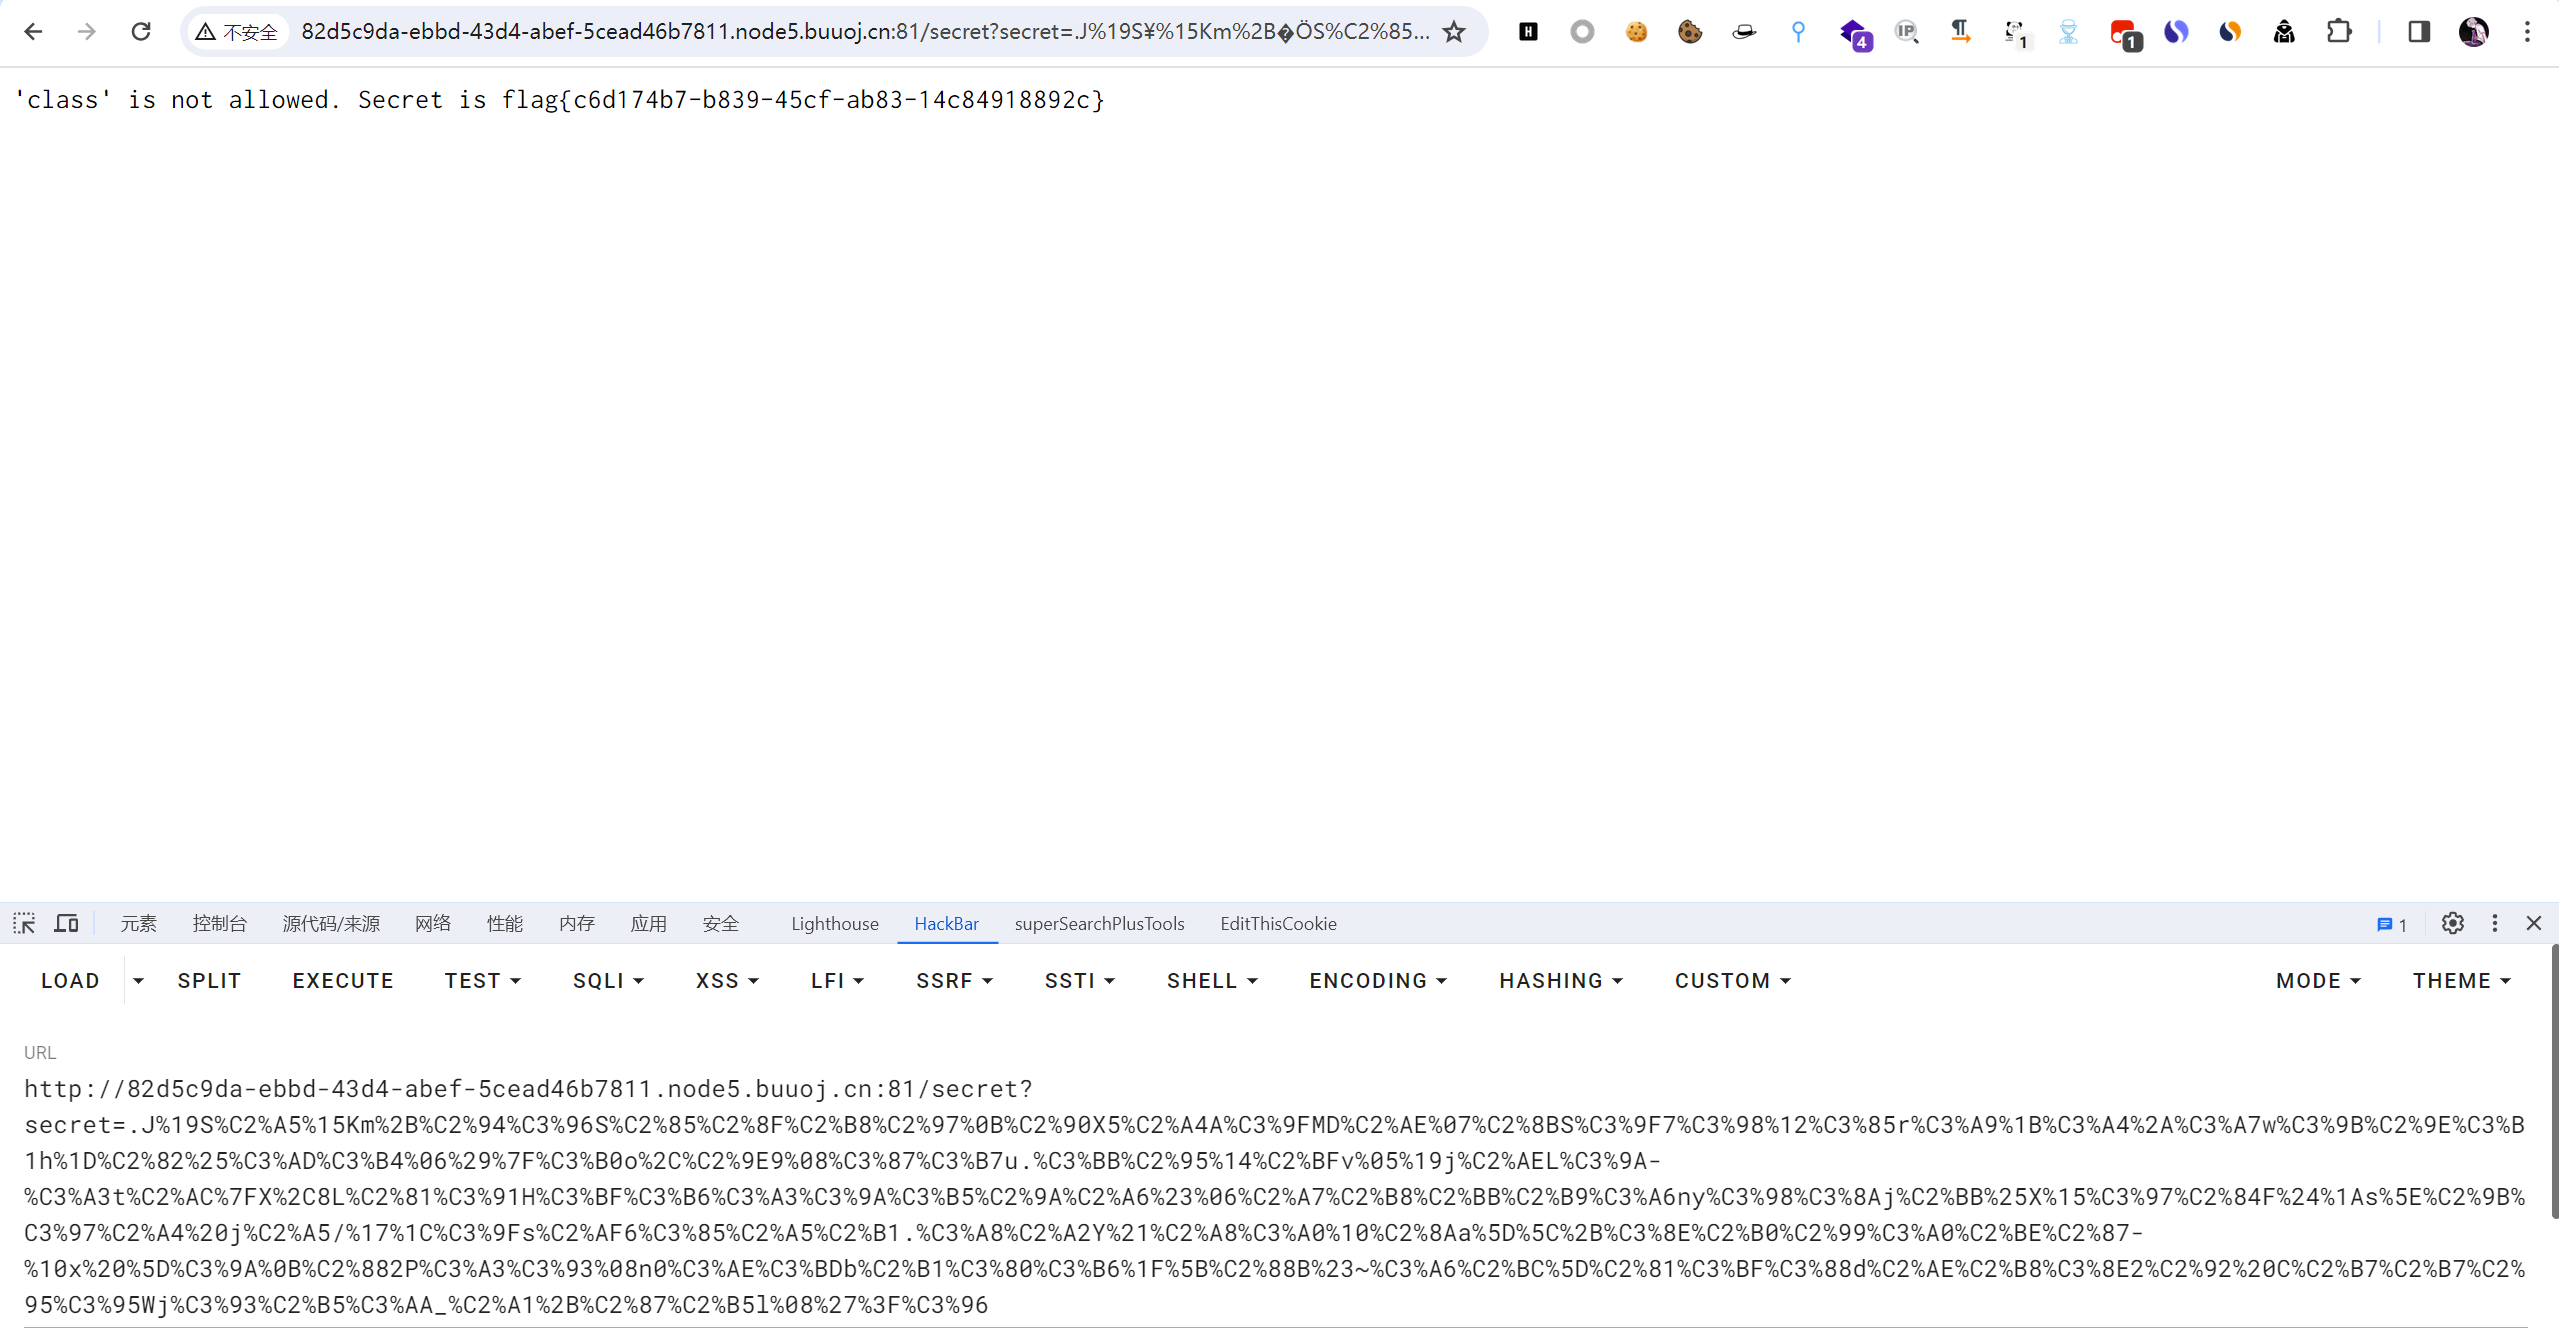 不安全 82d5c9da-ebbd-43d4-abef-5cead46b7811.node5.buuoj.cn:81/secret?secret=.J%19S¥%15Km%2B�ÖS%C2%85... H IP 4 1 1
'class' is not allowed. Secret is flag{c6d174b7-b839-45cf-ab83-14c84918892c}
元素 控制台 源代码/来源 网络 性能 内存 应用 安全 Lighthouse HackBar superSearchPlusTools EditThisCookie 1
LOAD SPLIT EXECUTE TEST SQLI XSS LFI SSRF SSTI SHELL ENCODING HASHING CUSTOM MODE THEME
URL
http://82d5c9da-ebbd-43d4-abef-5cead46b7811.node5.buuoj.cn:81/secret?
secret=.J%19S%C2%A5%15Km%2B%C2%94%C3%96S%C2%85%C2%8F%C2%B8%C2%97%0B%C2%90X5%C2%A4A%C3%9FMD%C2%AE%07%C2%8BS%C3%9F7%C3%98%12%C3%85r%C3%A9%1B%C3%A4%2A%C3%A7w%C3%9B%C2%9E%C3%B
1h%1D%C2%82%25%C3%AD%C3%B4%06%29%7F%C3%B0o%2C%C2%9E9%08%C3%87%C3%B7u.%C3%BB%C2%95%14%C2%BFv%05%19j%C2%AEL%C3%9A-
%C3%A3t%C2%AC%7FX%2C8L%C2%81%C3%91H%C3%BF%C3%B6%C3%A3%C3%9A%C3%B5%C2%9A%C2%A6%23%06%C2%A7%C2%B8%C2%BB%C2%B9%C3%A6ny%C3%98%C3%8Aj%C2%BB%25X%15%C3%97%C2%84F%24%1As%5E%C2%9B%
C3%97%C2%A4%20j%C2%A5/%17%1C%C3%9Fs%C2%AF6%C3%85%C2%A5%C2%B1.%C3%A8%C2%A2Y%21%C2%A8%C3%A0%10%C2%8Aa%5D%5C%2B%C3%8E%C2%B0%C2%99%C3%A0%C2%BE%C2%87-
%10x%20%5D%C3%9A%0B%C2%882P%C3%A3%C3%93%08n0%C3%AE%C3%BDb%C2%B1%C3%80%C3%B6%1F%5B%C2%88B%23~%C3%A6%C2%BC%5D%C2%81%C3%BF%C3%88d%C2%AE%C2%B8%C3%8E2%C2%92%20C%C2%B7%C2%B7%C2%
95%C3%95Wj%C3%93%C2%B5%C3%AA_%C2%A1%2B%C2%87%C2%B5l%08%27%3F%C3%96